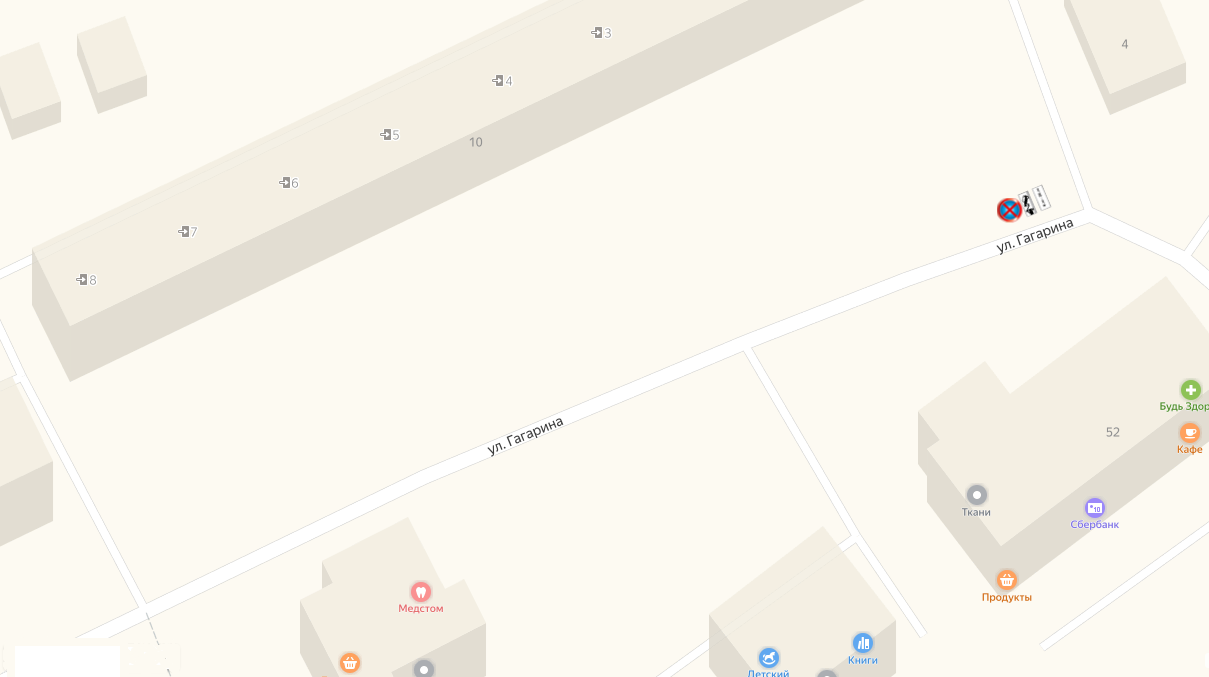 3
4
4
5
10
6
7
8
ул. Гагарина
ул. Гагарина
Будь Здор
52
Кафе
Ткани
Сбербанк
Продукты
Медстом
Книги
Детский